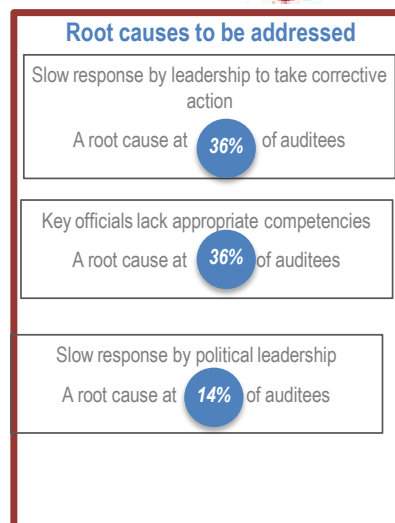 Root causes to be addressed
Slow response by leadership to take corrective
action
A root cause at 36% of auditees
Key officials lack appropriate competencies
A root cause at 36% of auditees
Slow response by political leadership
A root cause at 14% of auditees